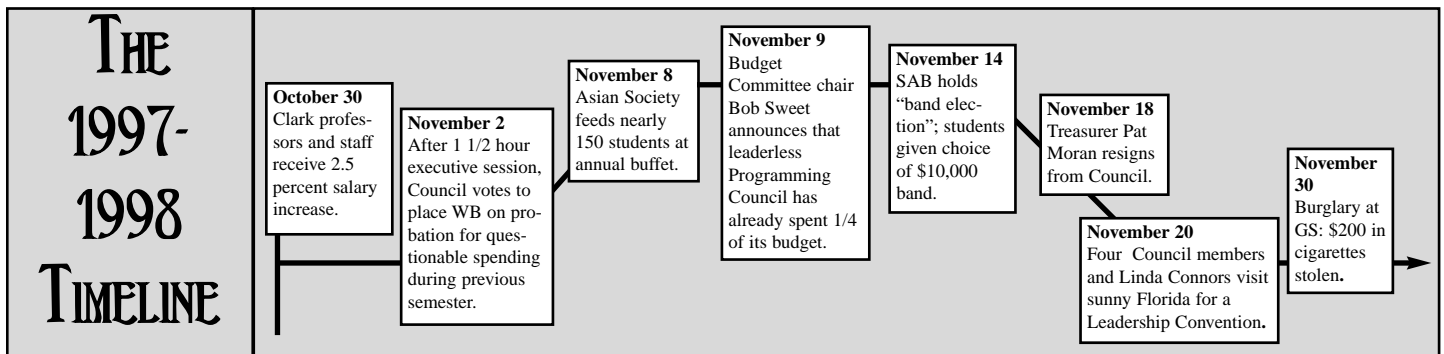 THE
1997-
1998
TIMELINE
October 30
Clark profes-
sors and staff
receive 2.5
percent salary
increase.
November 2
After 1 1/2 hour
executive session,
Council votes to
place WB on pro-
bation for ques-
tionable spending
during previous
semester.
November 8
Asian Society
feeds nearly
150 students at
annual buffet.
November 9
Budget
Committee chair
Bob Sweet
announces that
leaderless
Programming
Council has
already spent 1/4
of its budget.
November 14
SAB holds
“band elec-
tion”; students
given choice
of $10,000
band.
November 18
Treasurer Pat
Moran resigns
from Council.
November 20
Four Council members
and Linda Connors visit
sunny Florida for a
Leadership Convention.
November
30
Burglary at
GS: $200 in
cigarettes
stolen.